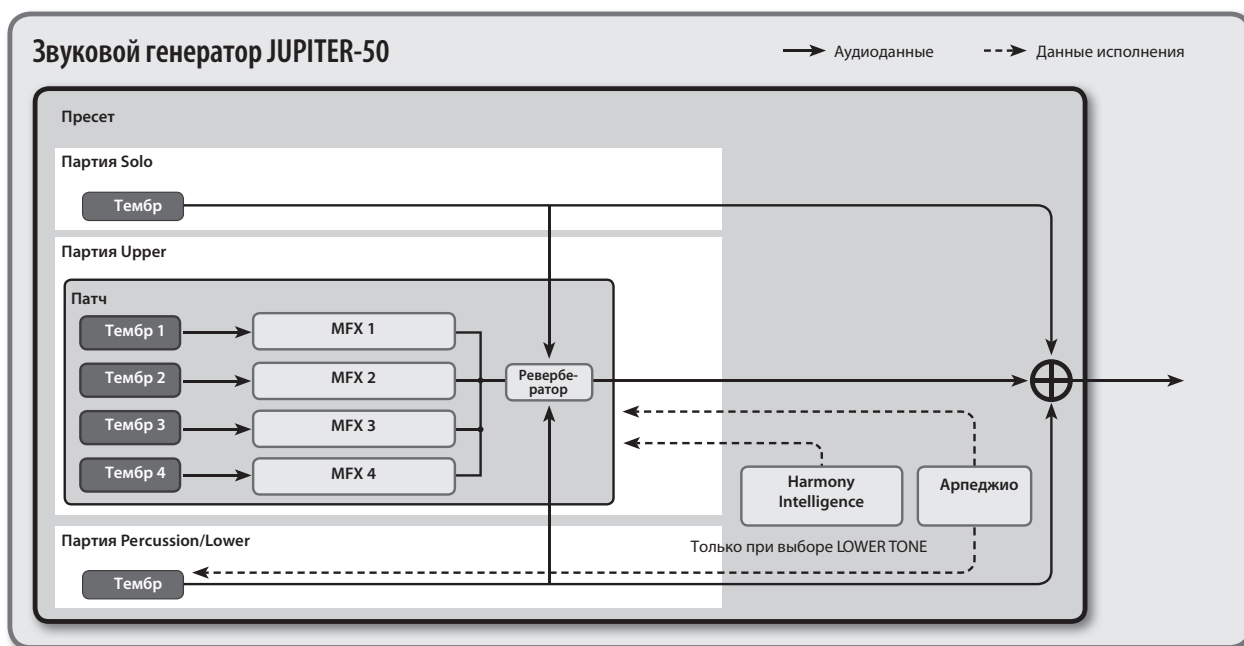 Звуковой генератор JUPITER-50
Аудиоданные
Данные исполнения
Пресет
Партия Solo
Тембр
Партия Upper
Патч
Тембр 1
MFX 1
Тембр 2
MFX 2
Тембр 3
MFX 3
Тембр 4
MFX 4
Ревербе-
ратор
Harmony
Intelligence
Арпеджио
Партия Percussion/Lower
Только при выборе LOWER TONE
Тембр